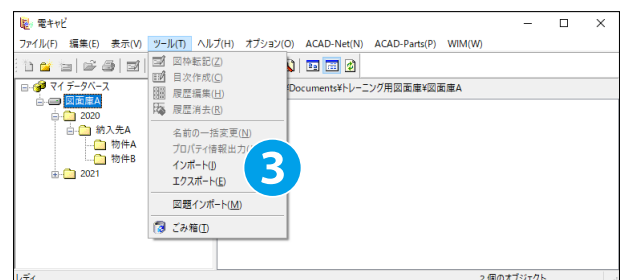 電キャビ
ファイル(F) 編集(E) 表示(V) ツール(T) ヘルプ(H) オプション(O) ACAD-Net(N) ACAD-Parts(P) WIM(W)
図枠転記(Z)
目次作成(C)
履歴編集(H)
履歴消去(R)
名前の一括変更(N)
プロパティ情報出力
インポート(I)
エクスポート(E)
図題インポート(M)
ごみ箱(T)
3
マイ データベース
図面庫A
2020
納入先A
物件A
物件B
2021
Documents¥トレーニング用図面庫¥図面庫A
レディ
2 個のオブジェクト